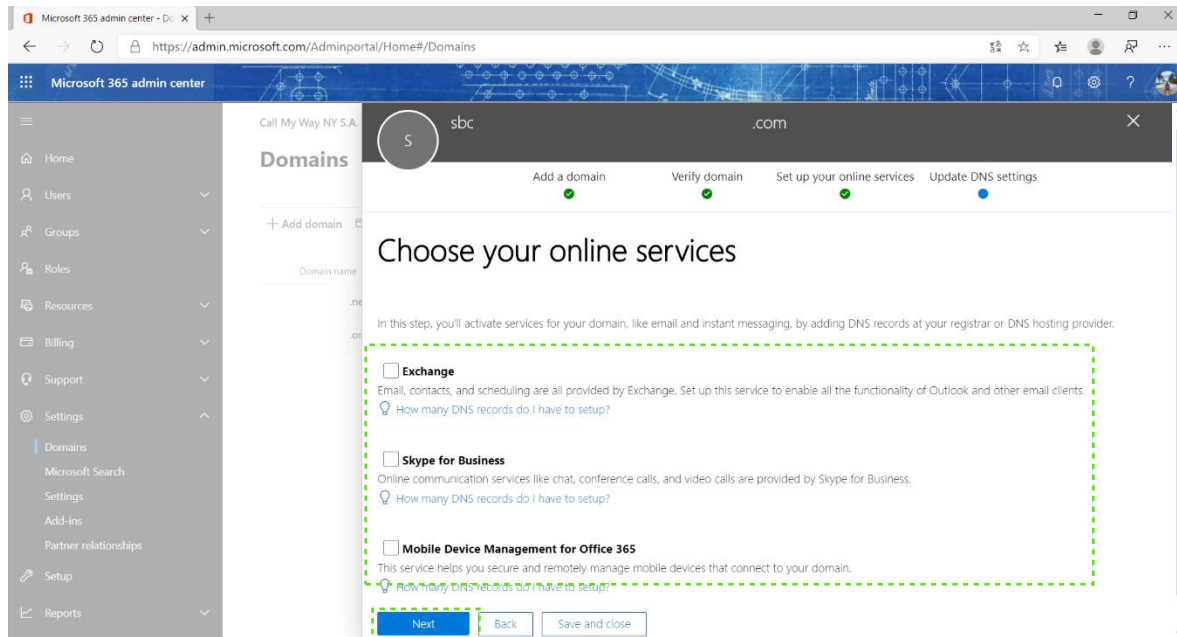 Microsoft 365 admin center - Do
https://admin.microsoft.com/Adminportal/Home#/Domains
Microsoft 365 admin center
?
Home
Users
Groups
Roles
Resources
Billing
Support
Settings
Domains
Microsoft Search
Settings
Add-ins
Partner relationships
Setup
Reports
Call My Way NY S.A.
Domains
+ Add domain
Domain name
.ne
.or
S
sbc .com
Add a domain Verify domain Set up your online services Update DNS settings
Choose your online services
In this step, you'll activate services for your domain, like email and instant messaging, by adding DNS records at your registrar or DNS hosting provider.
Exchange
Email, contacts, and scheduling are all provided by Exchange. Set up this service to enable all the functionality of Outlook and other email clients.
How many DNS records do I have to setup?
Skype for Business
Online communication services like chat, conference calls, and video calls are provided by Skype for Business.
How many DNS records do I have to setup?
Mobile Device Management for Office 365
This service helps you secure and remotely manage mobile devices that connect to your domain.
How many DNS records do I have to setup?
Next Back Save and close